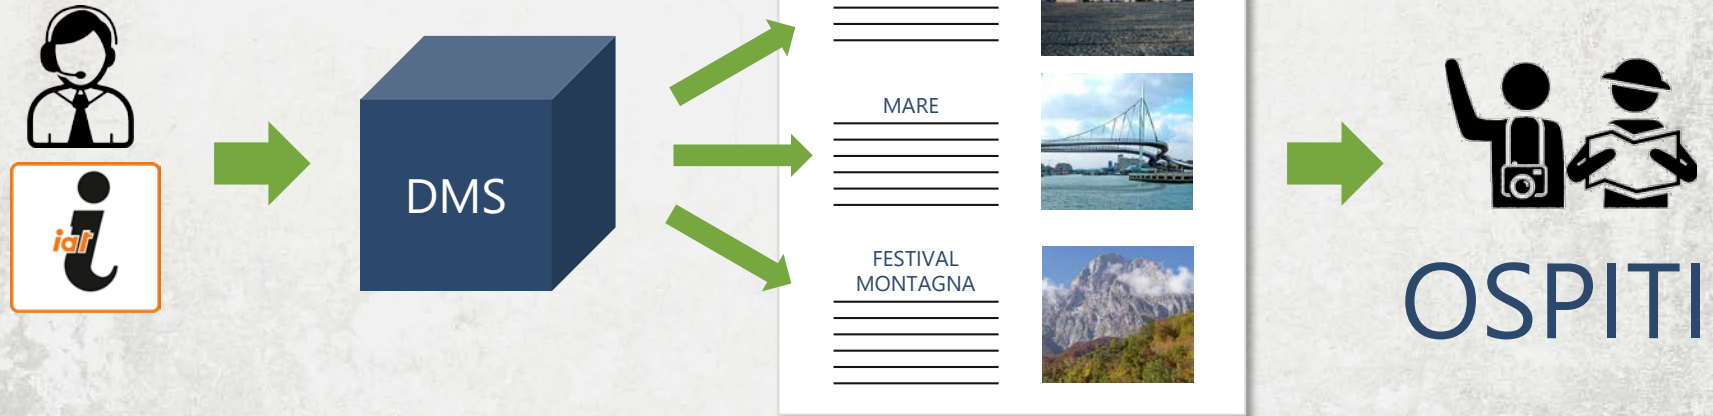 iat
DMS
MARE
FESTIVAL
MONTAGNA
OSPITI